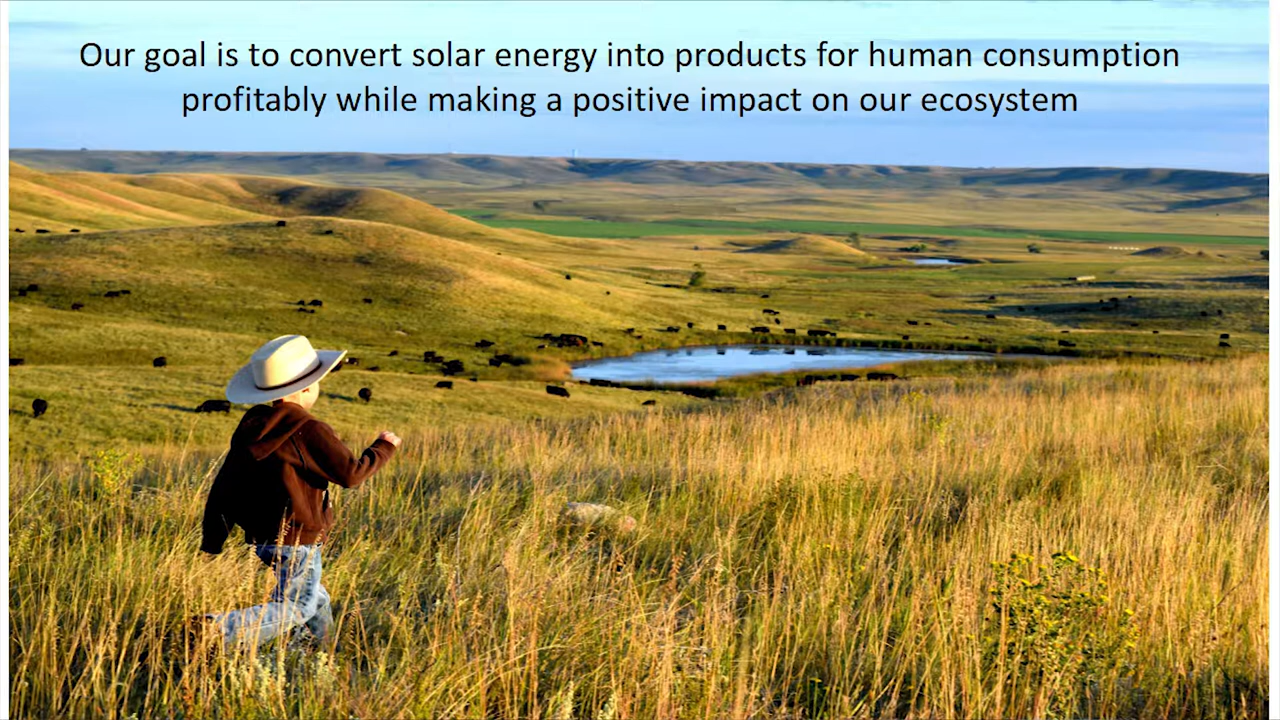 Our goal is to convert solar energy into products for human consumption
profitably while making a positive impact on our ecosystem